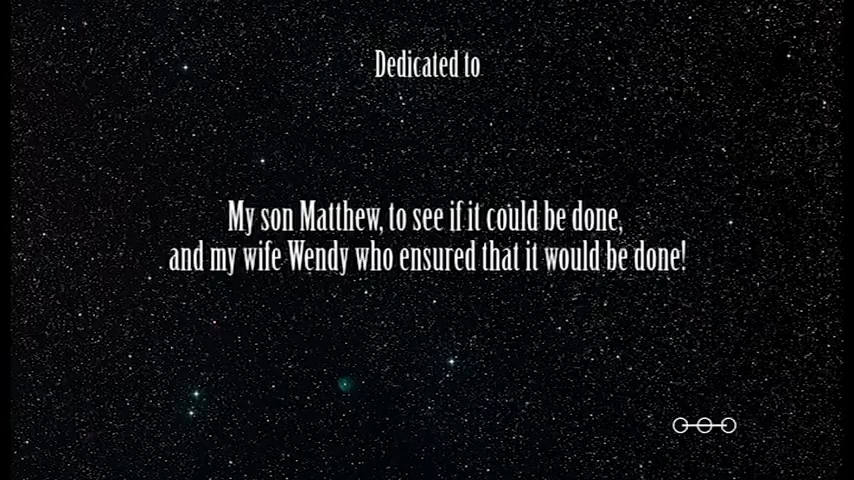 Dedicated to
My son Matthew, to see if it could be done,
and my wife Wendy who ensured that it would be done!